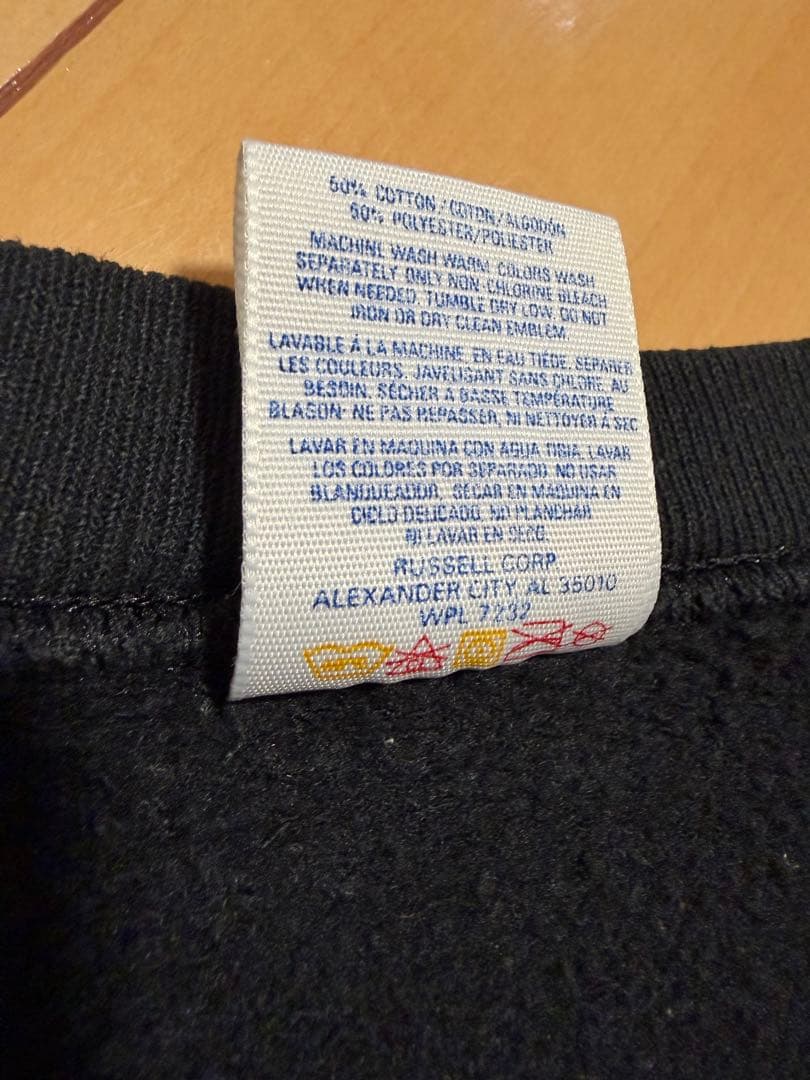 50% COTTON/COTON/ALGODÓN
50% POLYESTER/POLIESTER
MACHINE WASH WARM. COLORS WASH
SEPARATELY. ONLY NON-CHLORINE BLEACH
WHEN NEEDED. TUMBLE DRY LOW. DO NOT
IRON OR DRY CLEAN EMBLEM.
LAVABLE À LA MACHINE, EN EAU TIÈDE. SEPARER
LES COULEURS. JAVELISANT SANS CHLORE, AU
BESOIN. SÉCHER À BASSE TEMPÉRATURE
BLASON: NE PAS REPASSER, NI NETTOYER À SEC
LAVAR EN MAQUINA CON AGUA TIBIA. LAVAR
LOS COLORES POR SEPARADO. NO USAR
BLANQUEADOR. SECAR EN MAQUINA EN
CICLO DELICADO. NO PLANCHAR
NI LAVAR EN SECO.
RUSSELL CORP
ALEXANDER CITY, AL 35010
WPL 7232